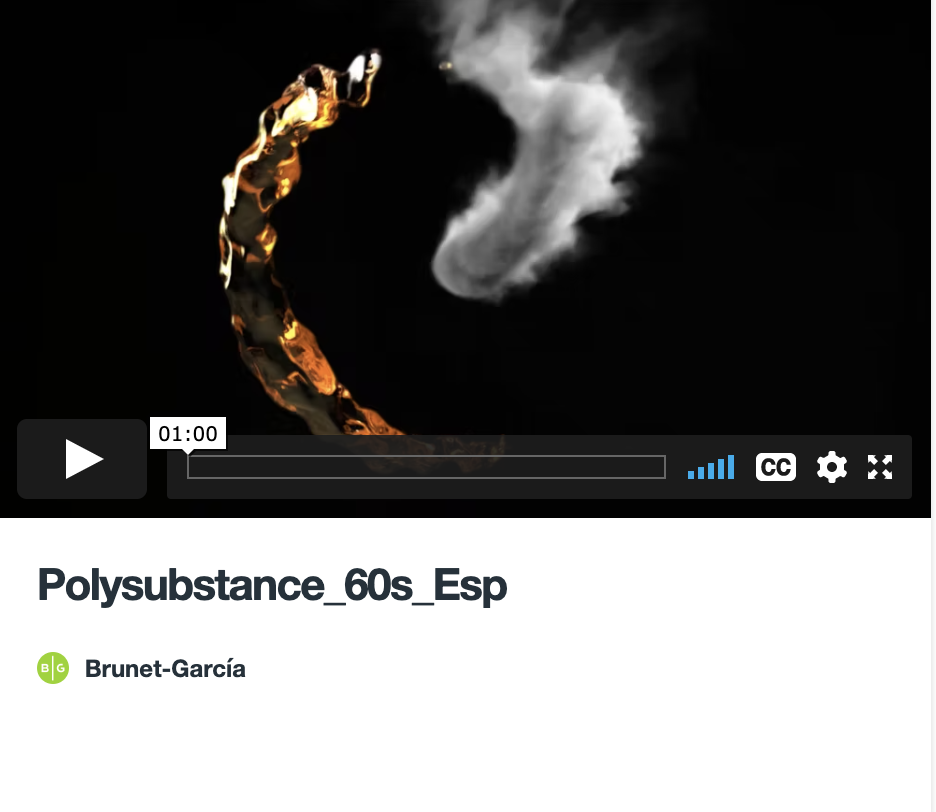 01:00
CC
Polysubstance_60s_Esp
B|G
Brunet-García